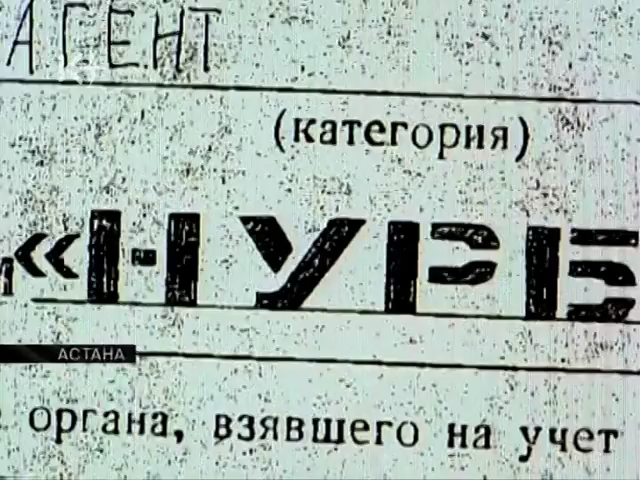 АГЕНТ
(категория)
«НУРБ
АСТАНА
органа, взявшего на учет